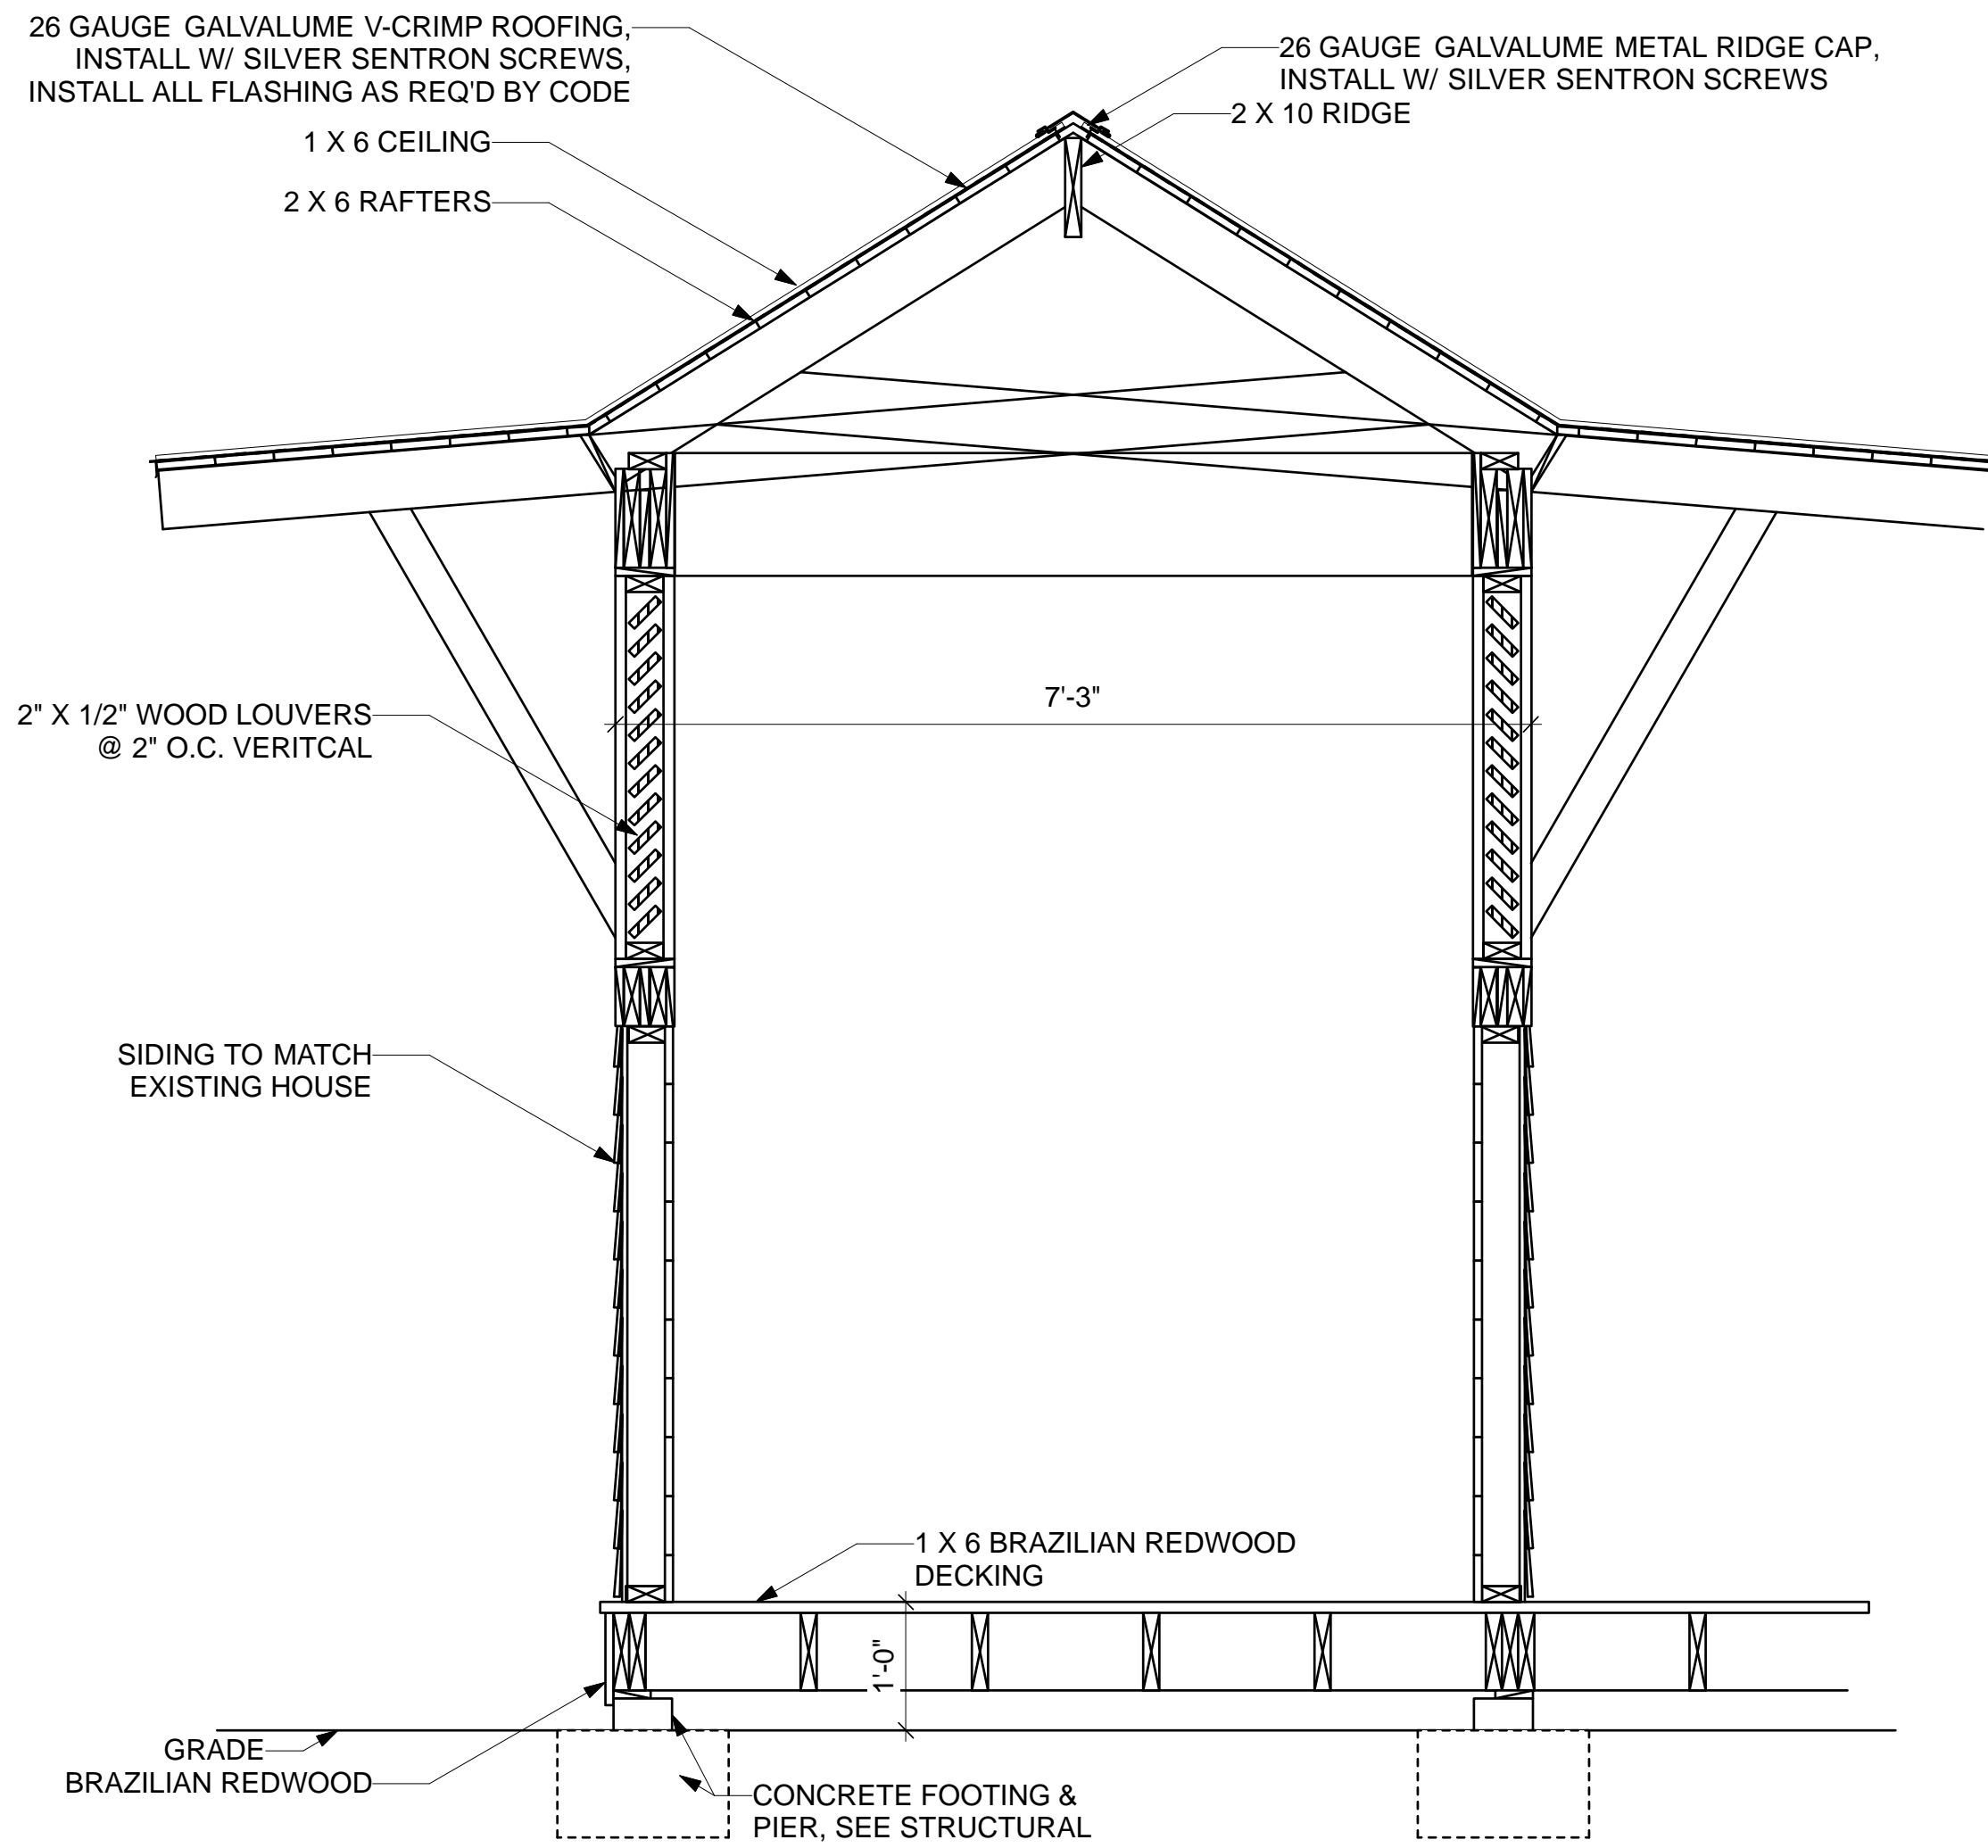 26 GAUGE GALVALUME V-CRIMP ROOFING,
INSTALL W/ SILVER SENTRON SCREWS,
INSTALL ALL FLASHING AS REQ'D BY CODE
26 GAUGE GALVALUME METAL RIDGE CAP,
INSTALL W/ SILVER SENTRON SCREWS
2 X 10 RIDGE
1 X 6 CEILING
2 X 6 RAFTERS
7'-3"
2" X 1/2" WOOD LOUVERS
@ 2" O.C. VERITCAL
SIDING TO MATCH
EXISTING HOUSE
1 X 6 BRAZILIAN REDWOOD
DECKING
1'-0"
GRADE
BRAZILIAN REDWOOD
CONCRETE FOOTING &
PIER, SEE STRUCTURAL